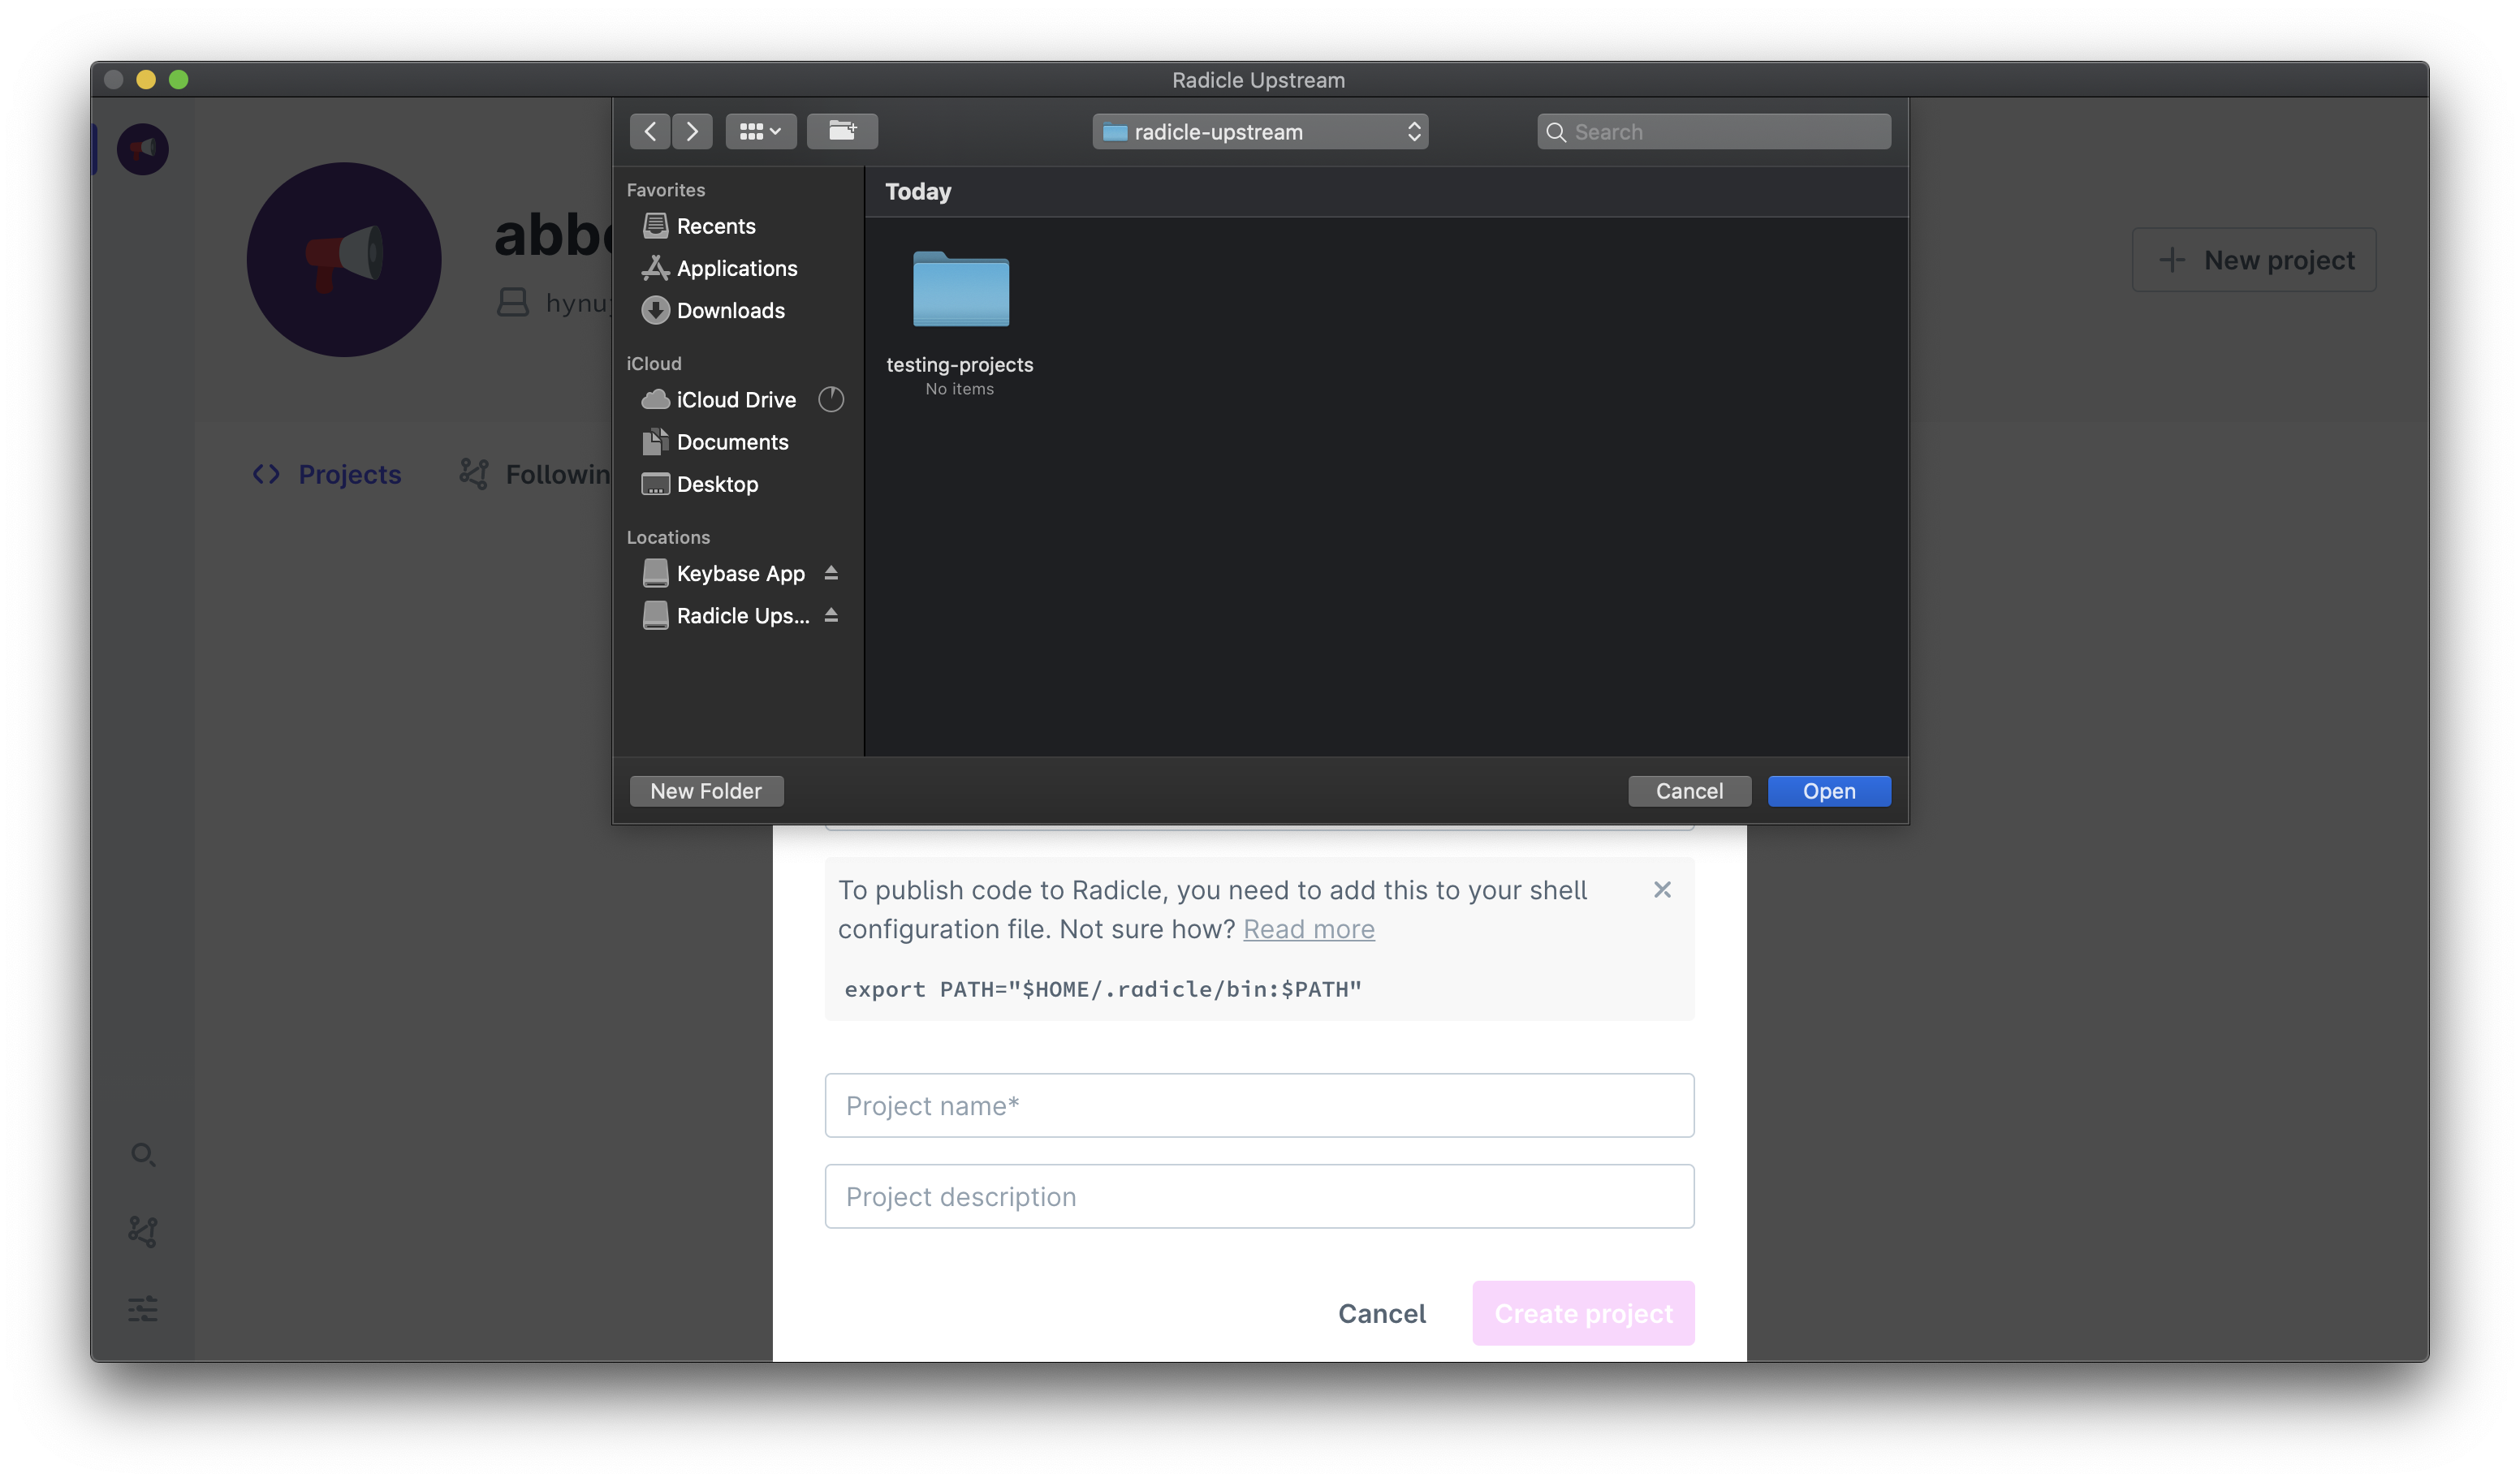 Radicle Upstream
radicle-upstream
Search
Favorites
Recents
Applications
Downloads
iCloud
iCloud Drive
Documents
Desktop
Locations
Keybase App
Radicle Ups...
Today
testing-projects
No items
New Folder
Cancel
Open
New project
Projects
To publish code to Radicle, you need to add this to your shell
configuration file. Not sure how? Read more
export PATH="$HOME/.radicle/bin:$PATH"
Project name*
Project description
Cancel
Create project